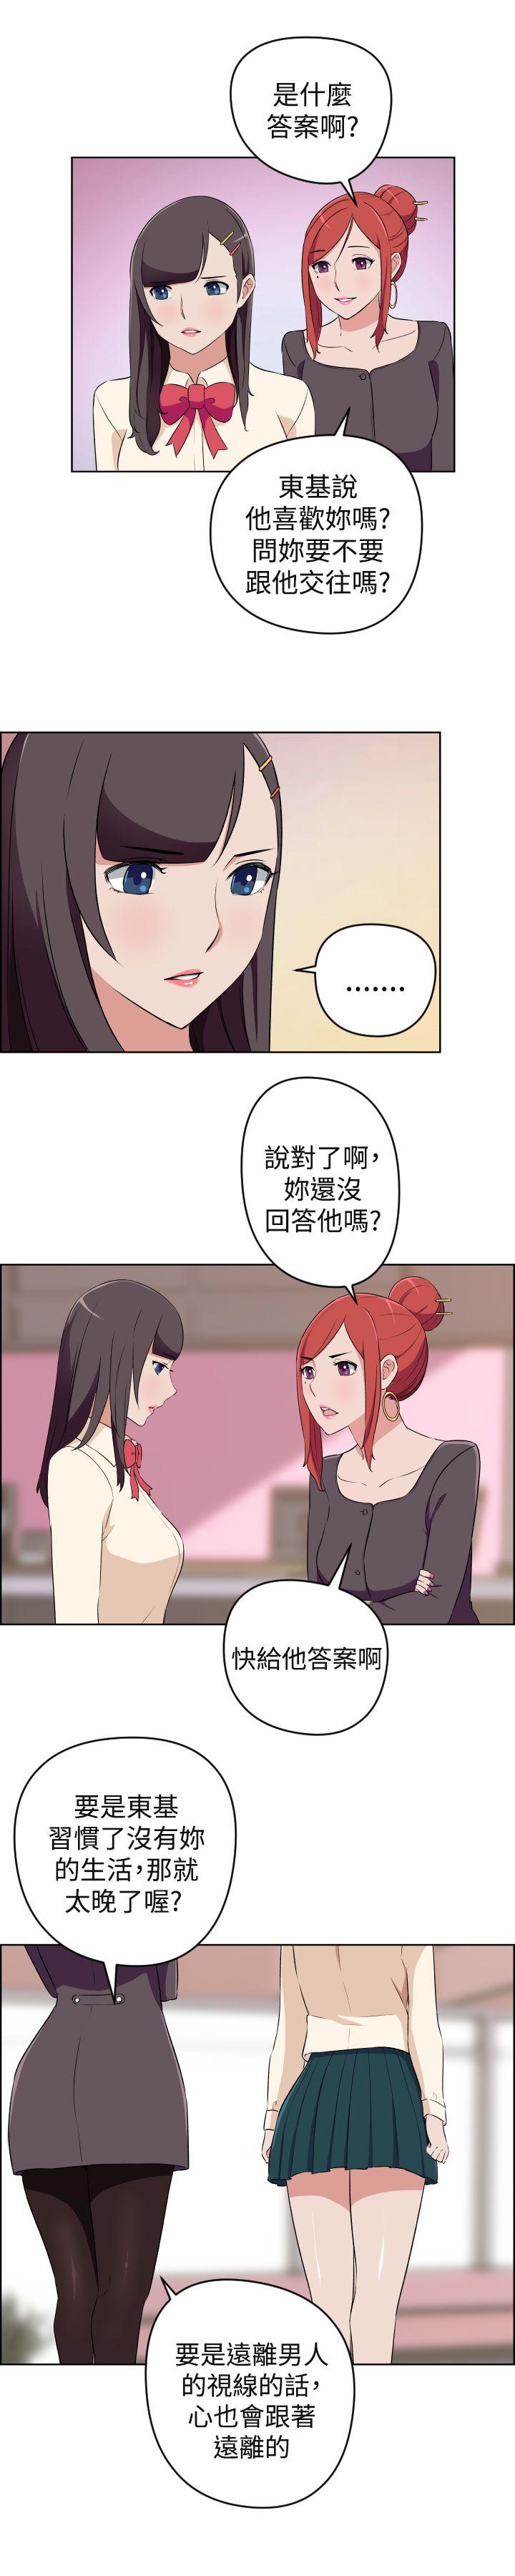 是什麼
答案啊?
東基說
他喜歡妳嗎?
問妳要不要
跟他交往嗎?
.......
說對了啊,
妳還沒
回答他嗎?
快給他答案啊
要是東基
習慣了沒有妳
的生活,那就
太晚了喔?
要是遠離男人
的視線的話,
心也會跟著
遠離的